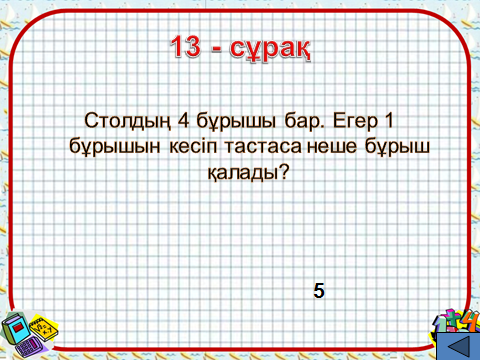 13 - сұрақ
Столдың 4 бұрышы бар. Егер 1
бұрышын кесіп тастаса неше бұрыш
қалады?
5